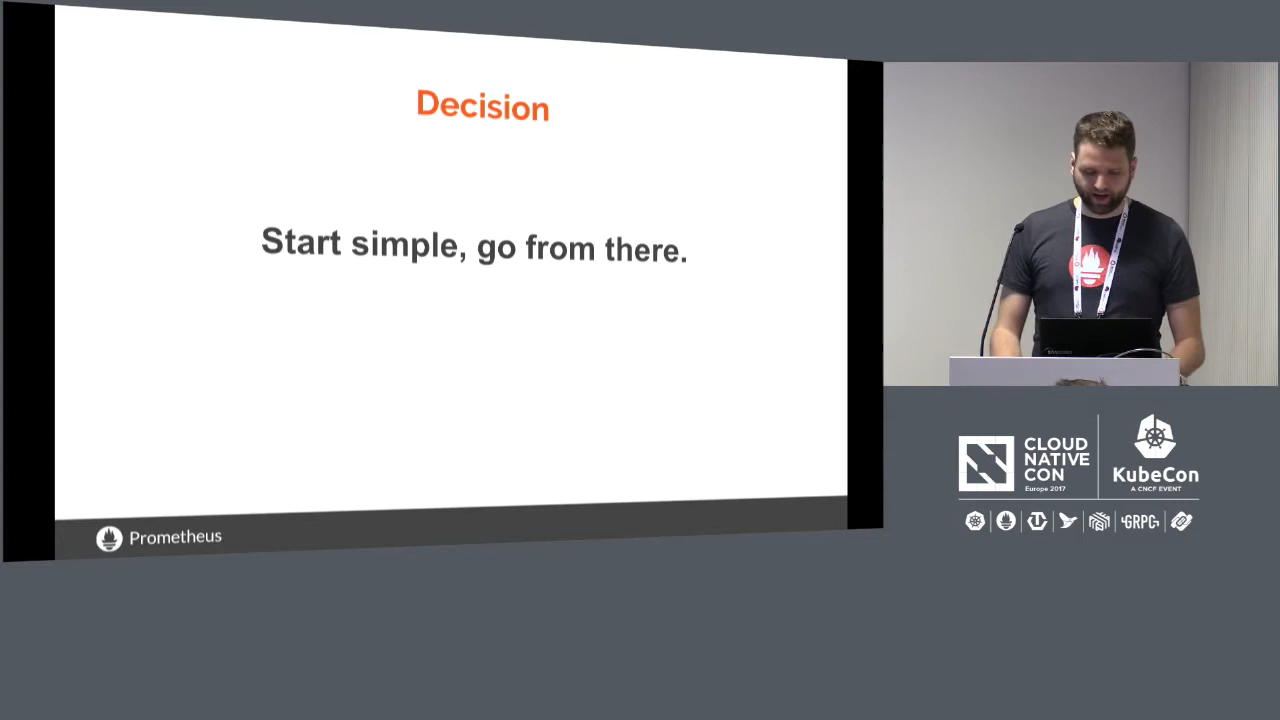 Decision
Start simple, go from there.
Prometheus
CLOUD
NATIVE
CON
Europe 2017
KubeCon
A CNCF EVENT
GRPC